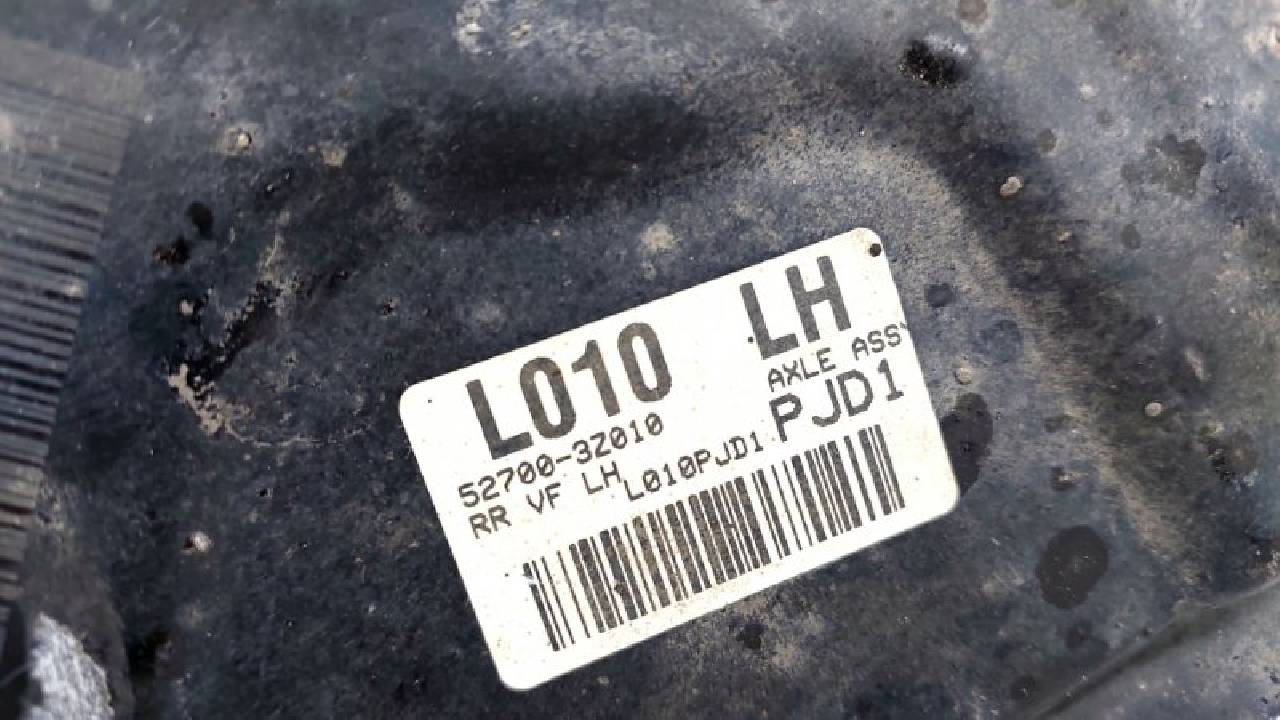 L010 LH
AXLE ASSY
52700-3Z010 PJD1
RR VF LH L010PJD1